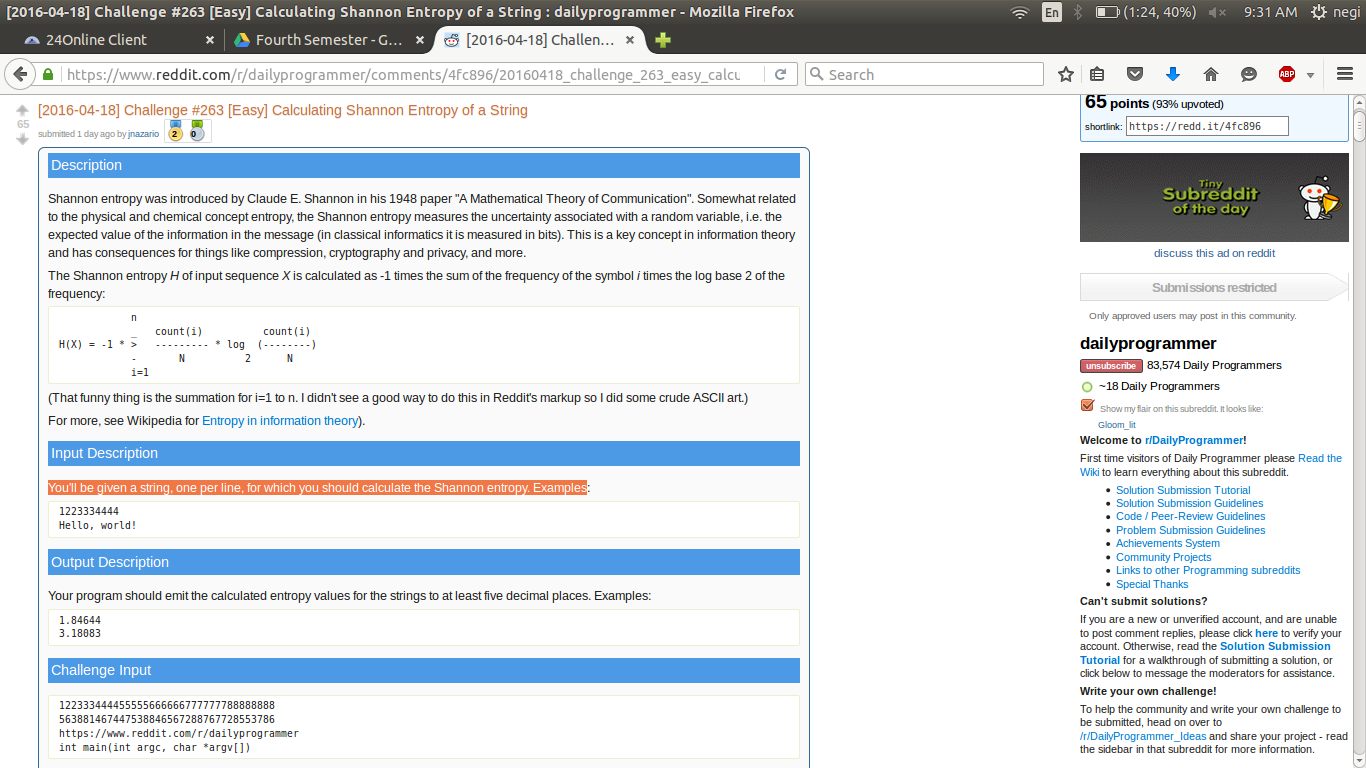 [2016-04-18] Challenge #263 [Easy] Calculating Shannon Entropy of a String : dailyprogrammer - Mozilla Firefox
En
(1:24, 40%)
9:31 AM
negi
24Online Client
Fourth Semester - G...
[2016-04-18] Challen...
https://www.reddit.com/r/dailyprogrammer/comments/4fc896/20160418_challenge_263_easy_calcu
Search
ABP
[2016-04-18] Challenge #263 [Easy] Calculating Shannon Entropy of a String
65
submitted 1 day ago by jnazario
2
0
Description
Shannon entropy was introduced by Claude E. Shannon in his 1948 paper "A Mathematical Theory of Communication". Somewhat related
to the physical and chemical concept entropy, the Shannon entropy measures the uncertainty associated with a random variable, i.e. the
expected value of the information in the message (in classical informatics it is measured in bits). This is a key concept in information theory
and has consequences for things like compression, cryptography and privacy, and more.
The Shannon entropy H of input sequence X is calculated as -1 times the sum of the frequency of the symbol i times the log base 2 of the
frequency:
n
_ count(i) count(i)
H(X) = -1 * > --------- * log (--------)
- N 2 N
i=1
(That funny thing is the summation for i=1 to n. I didn't see a good way to do this in Reddit's markup so I did some crude ASCII art.)
For more, see Wikipedia for Entropy in information theory).
Input Description
You'll be given a string, one per line, for which you should calculate the Shannon entropy. Examples:
1223334444
Hello, world!
Output Description
Your program should emit the calculated entropy values for the strings to at least five decimal places. Examples:
1.84644
3.18083
Challenge Input
122333444455555666666777777788888888
563881467447538846567288767728553786
https://www.reddit.com/r/dailyprogrammer
int main(int argc, char *argv[])
65 points (93% upvoted)
shortlink: https://redd.it/4fc896
Tiny
Subreddit
of the day
discuss this ad on reddit
Submissions restricted
Only approved users may post in this community.
dailyprogrammer
unsubscribe 83,574 Daily Programmers
~18 Daily Programmers
Show my flair on this subreddit. It looks like:
Gloom_lit
Welcome to r/DailyProgrammer!
First time visitors of Daily Programmer please Read the
Wiki to learn everything about this subreddit.
Solution Submission Tutorial
Solution Submission Guidelines
Code / Peer-Review Guidelines
Problem Submission Guidelines
Achievements System
Community Projects
Links to other Programming subreddits
Special Thanks
Can't submit solutions?
If you are a new or unverified account, and are unable
to post comment replies, please click here to verify your
account. Otherwise, read the Solution Submission
Tutorial for a walkthrough of submitting a solution, or
click below to message the moderators for assistance.
Write your own challenge!
To help the community and write your own challenge to
be submitted, head on over to
/r/DailyProgrammer_Ideas and share your project - read
the sidebar in that subreddit for more information.